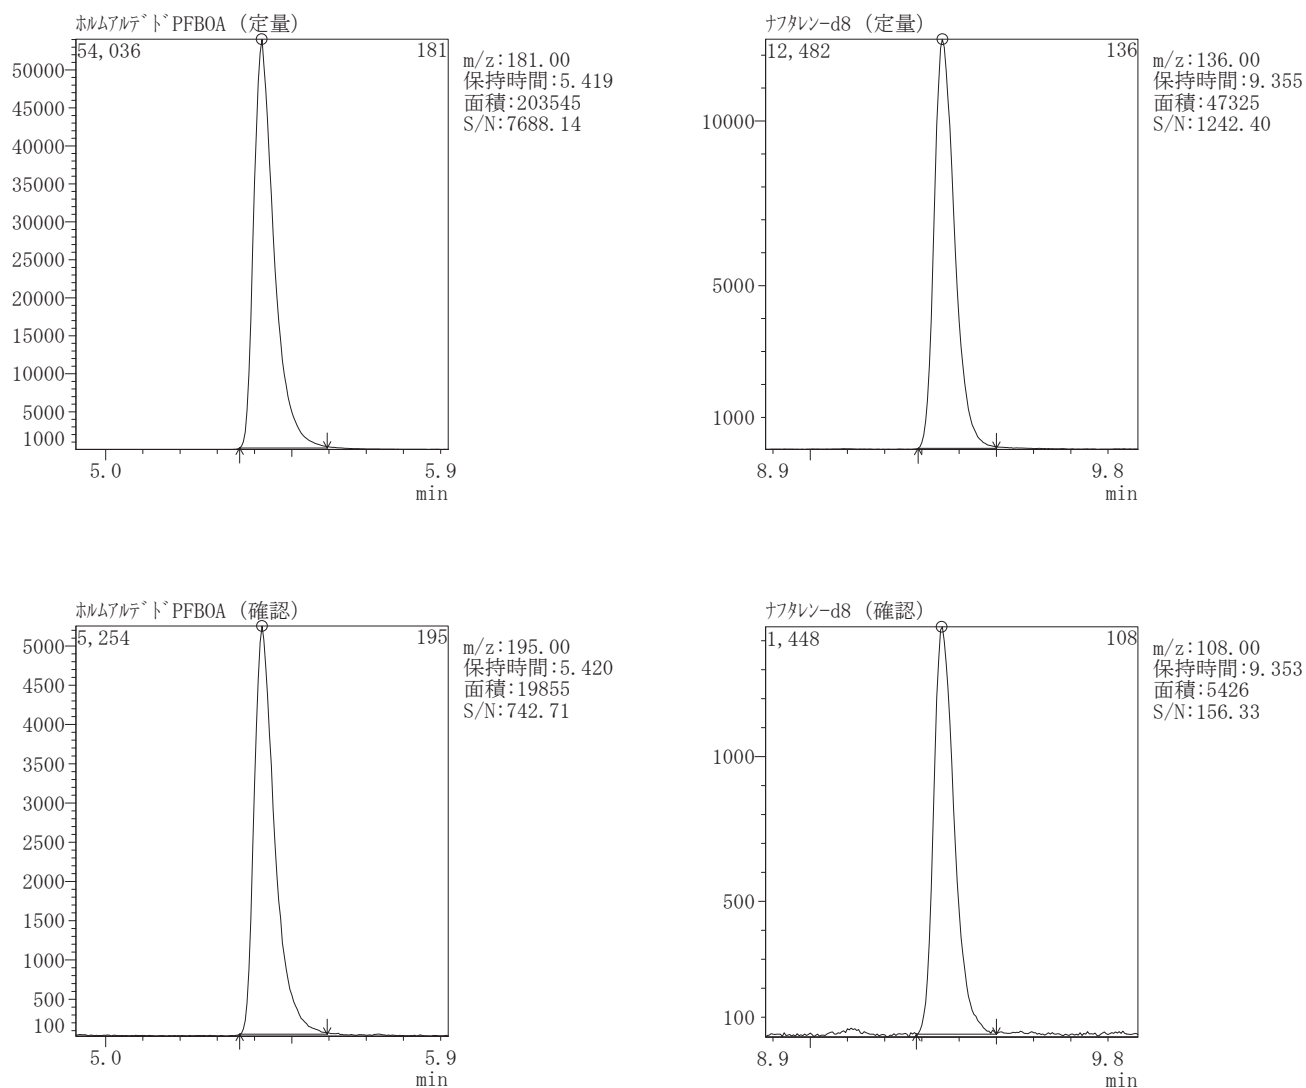 ﾎﾙﾑｱﾙﾃﾞﾄﾞPFBOA (定量)
54,036
181
m/z:181.00
保持時間:5.419
面積:203545
S/N:7688.14
50000
45000
40000
35000
30000
25000
20000
15000
10000
5000
1000
5.0
5.9
min
ﾅﾌﾀﾚﾝ-d8 (定量)
12,482
136
m/z:136.00
保持時間:9.355
面積:47325
S/N:1242.40
10000
5000
1000
8.9
9.8
min
ﾎﾙﾑｱﾙﾃﾞﾄﾞPFBOA (確認)
5,254
195
m/z:195.00
保持時間:5.420
面積:19855
S/N:742.71
5000
4500
4000
3500
3000
2500
2000
1500
1000
500
100
5.0
5.9
min
ﾅﾌﾀﾚﾝ-d8 (確認)
1,448
108
m/z:108.00
保持時間:9.353
面積:5426
S/N:156.33
1000
500
100
8.9
9.8
min